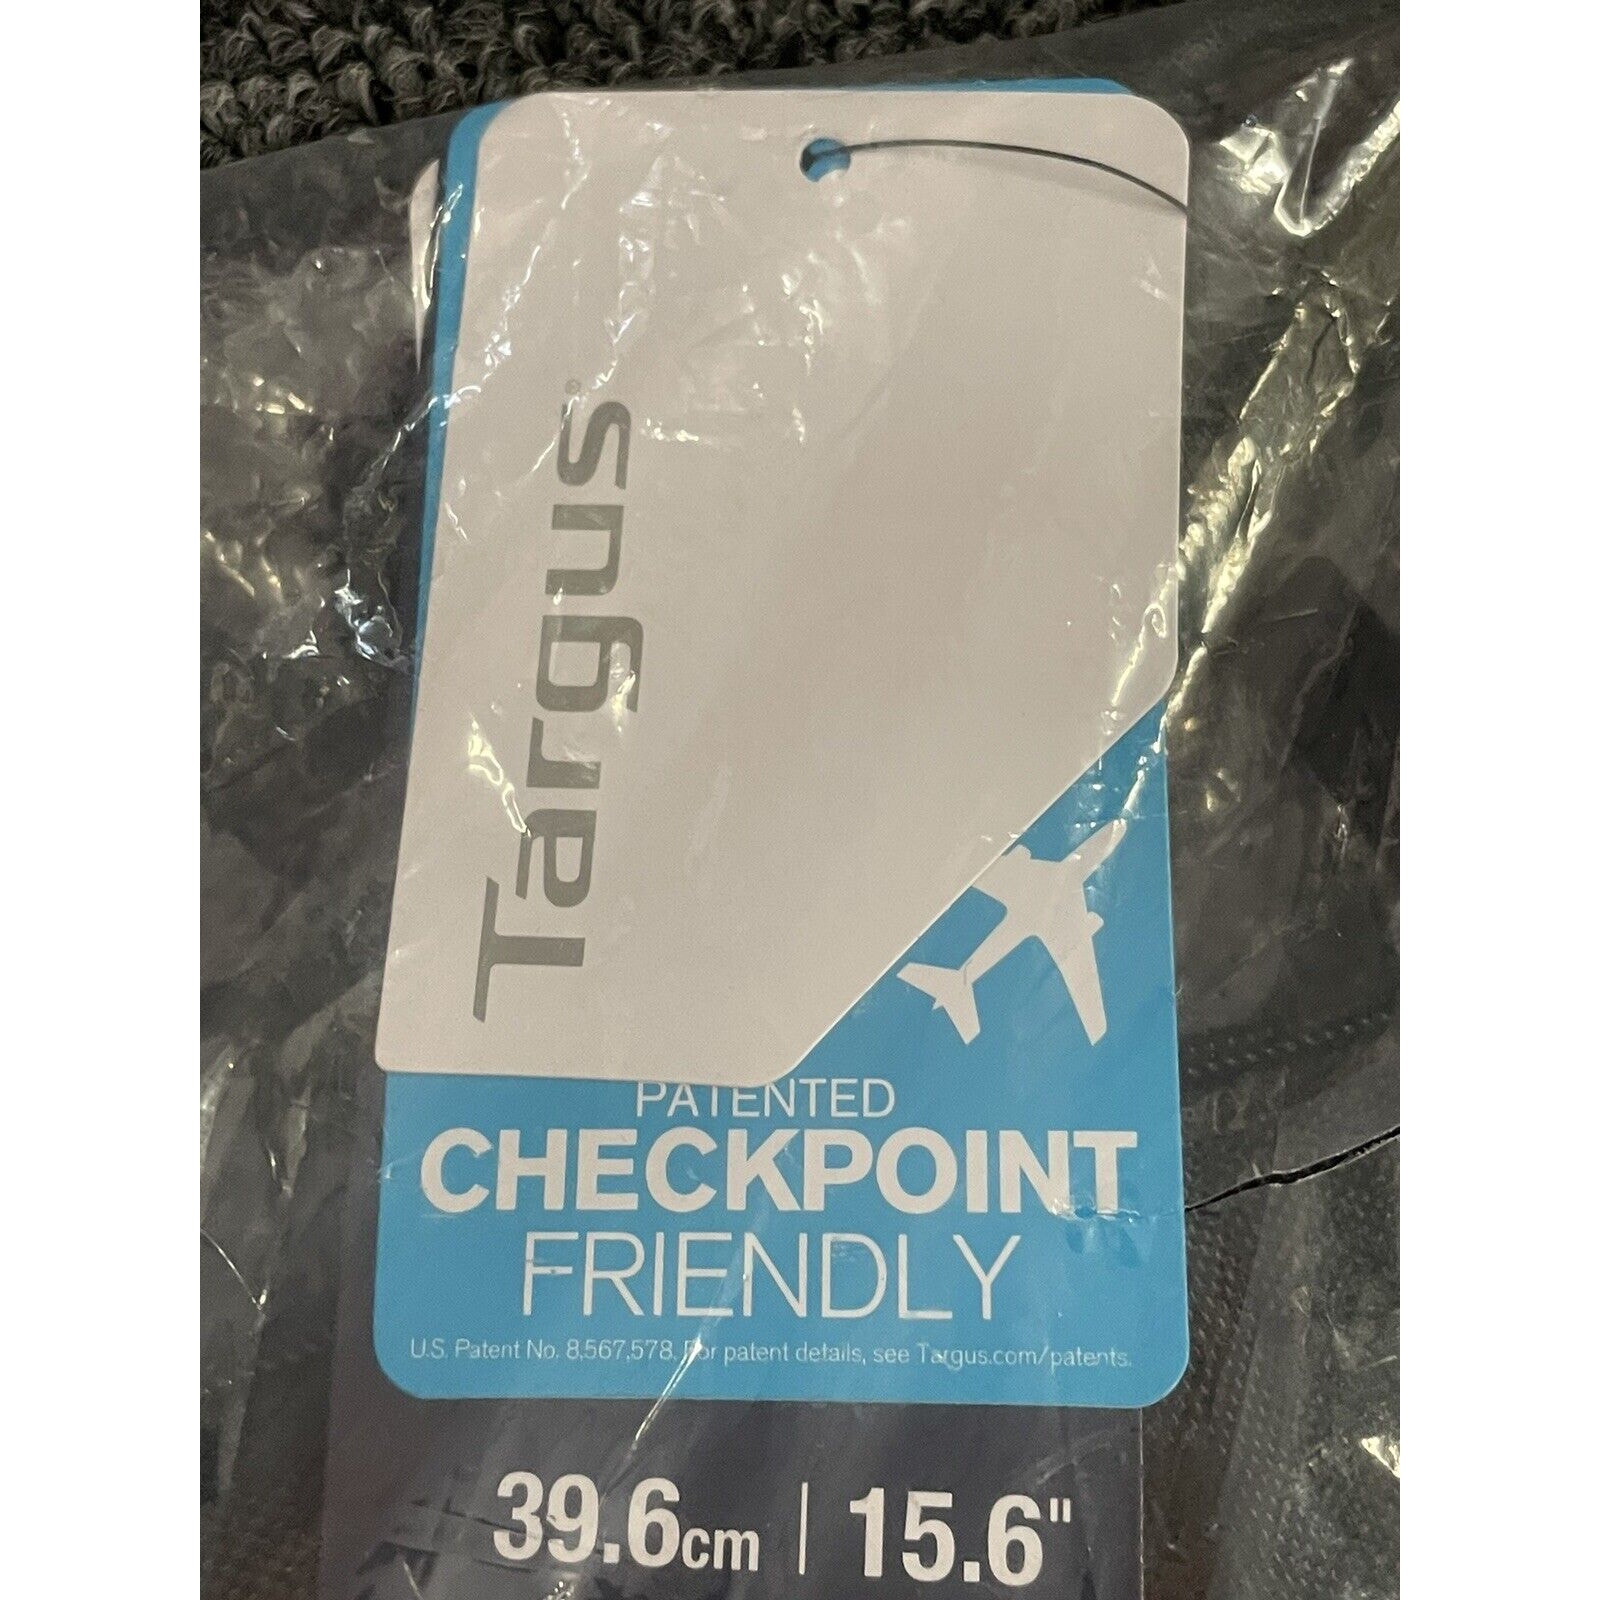 Targus®
PATENTED
CHECKPOINT
FRIENDLY
U.S. Patent No. 8,567,578. For patent details, see Targus.com/patents.
39.6cm | 15.6"